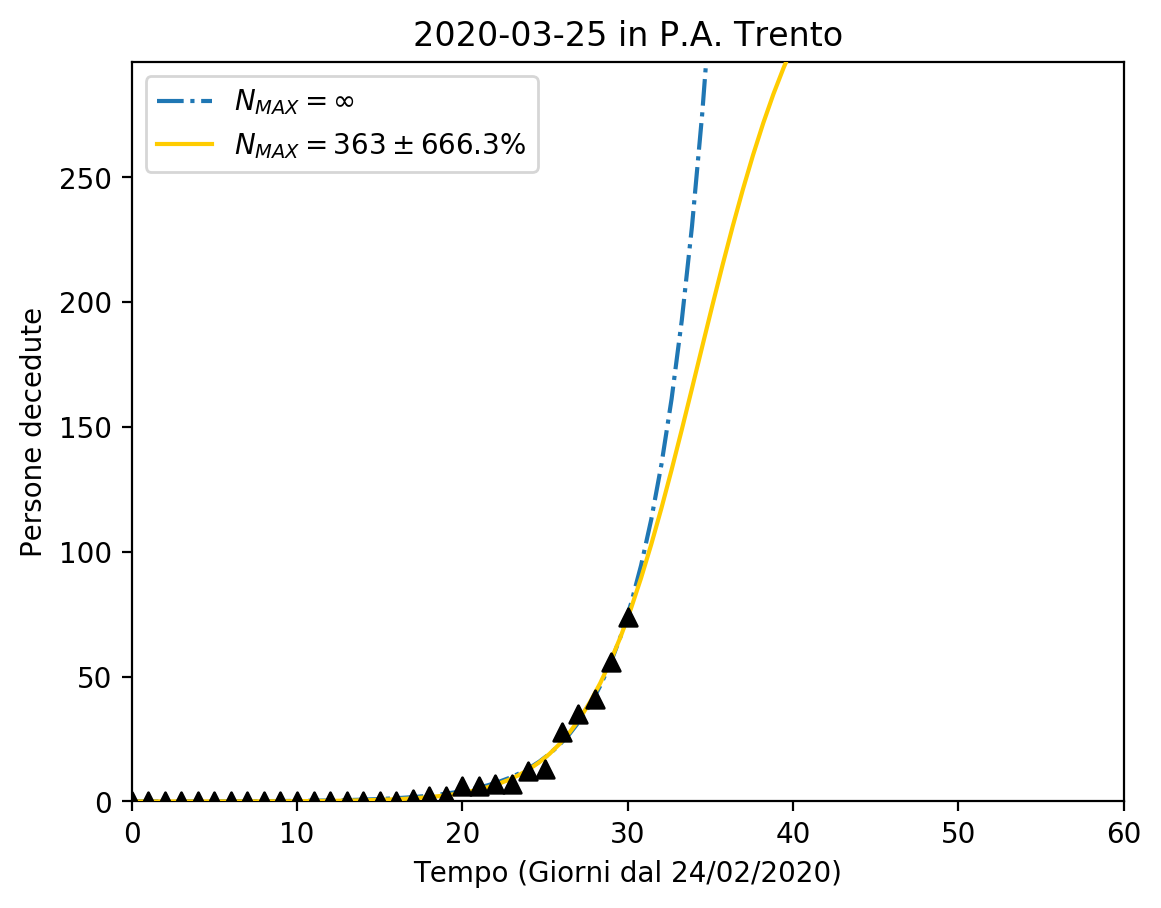 2020-03-25 in P.A. Trento
N_MAX = ∞
N_MAX = 363 ± 666.3%
250
200
150
100
50
0
Persone decedute
0 10 20 30 40 50 60
Tempo (Giorni dal 24/02/2020)